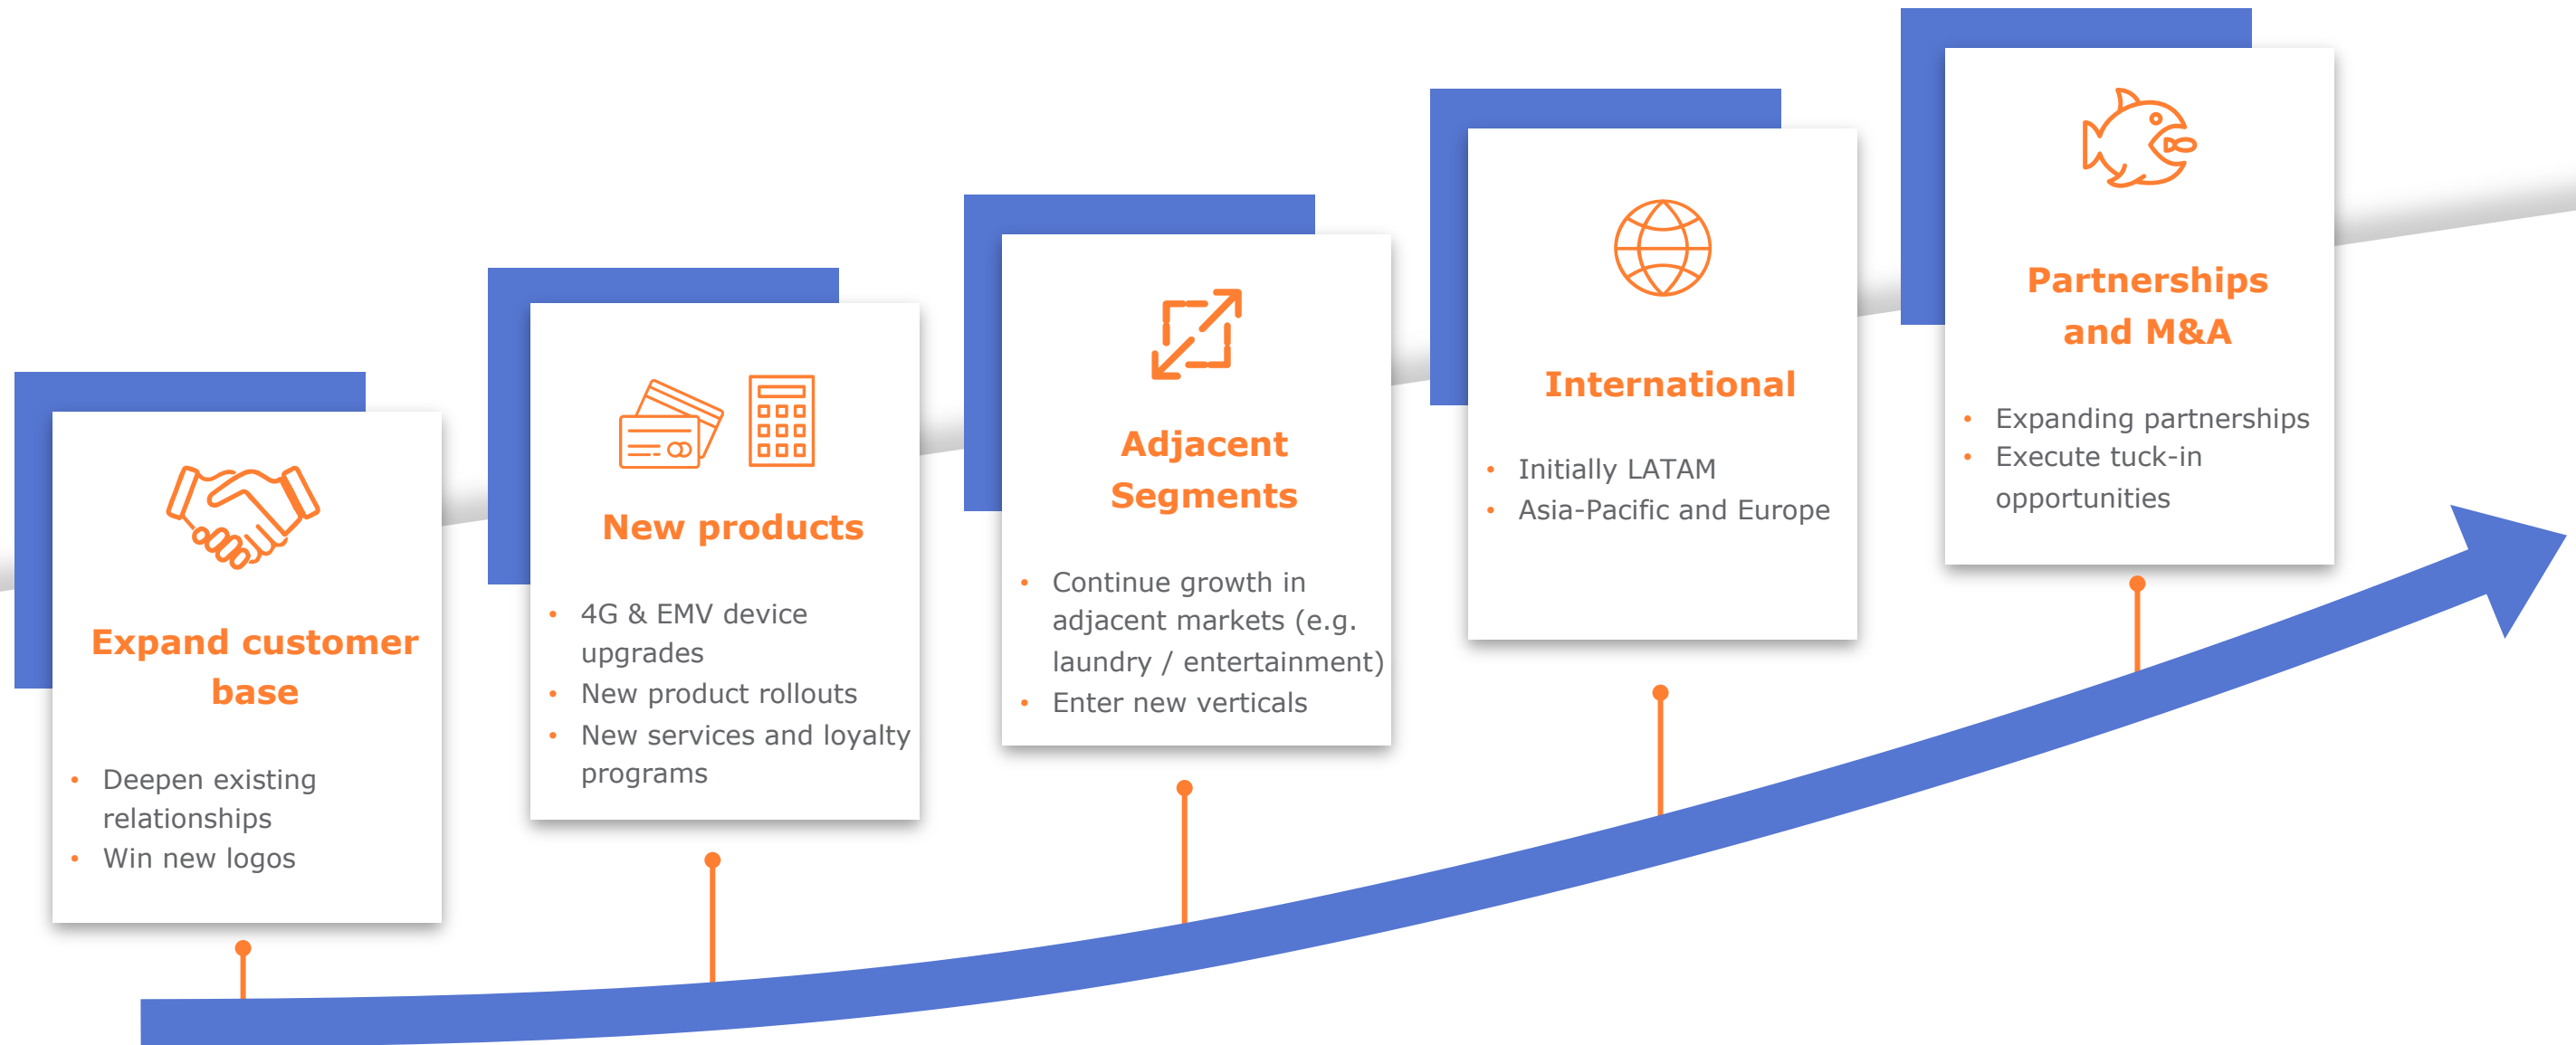 Expand customer
base
• Deepen existing
relationships
• Win new logos
New products
• 4G & EMV device
upgrades
• New product rollouts
• New services and loyalty
programs
Adjacent
Segments
• Continue growth in
adjacent markets (e.g.
laundry / entertainment)
• Enter new verticals
International
• Initially LATAM
• Asia-Pacific and Europe
Partnerships
and M&A
• Expanding partnerships
• Execute tuck-in
opportunities